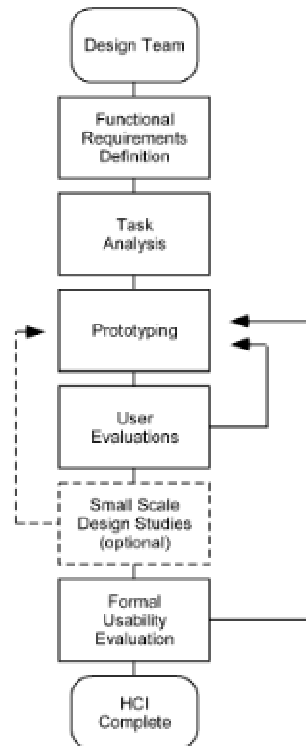 Design Team
Functional
Requirements
Definition
Task
Analysis
Prototyping
User
Evaluations
Small Scale
Design Studies
(optional)
Formal
Usability
Evaluation
HCI
Complete